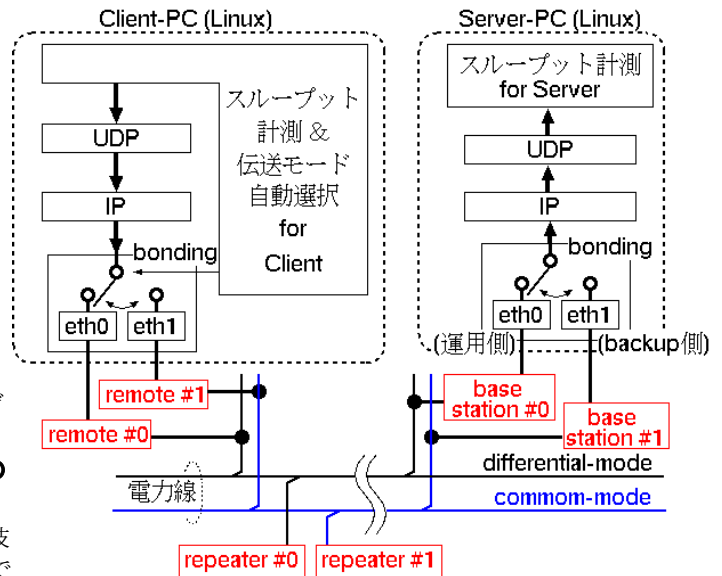 Client-PC (Linux)
スループット
計測 &
伝送モード
自動選択
for
Client
UDP
IP
bonding
eth0
eth1
remote #1
remote #0
Server-PC (Linux)
スループット計測
for Server
UDP
IP
bonding
eth0
eth1
(運用側)
(backup側)
base
station #0
base
station #1
differential-mode
電力線
commom-mode
repeater #0
repeater #1